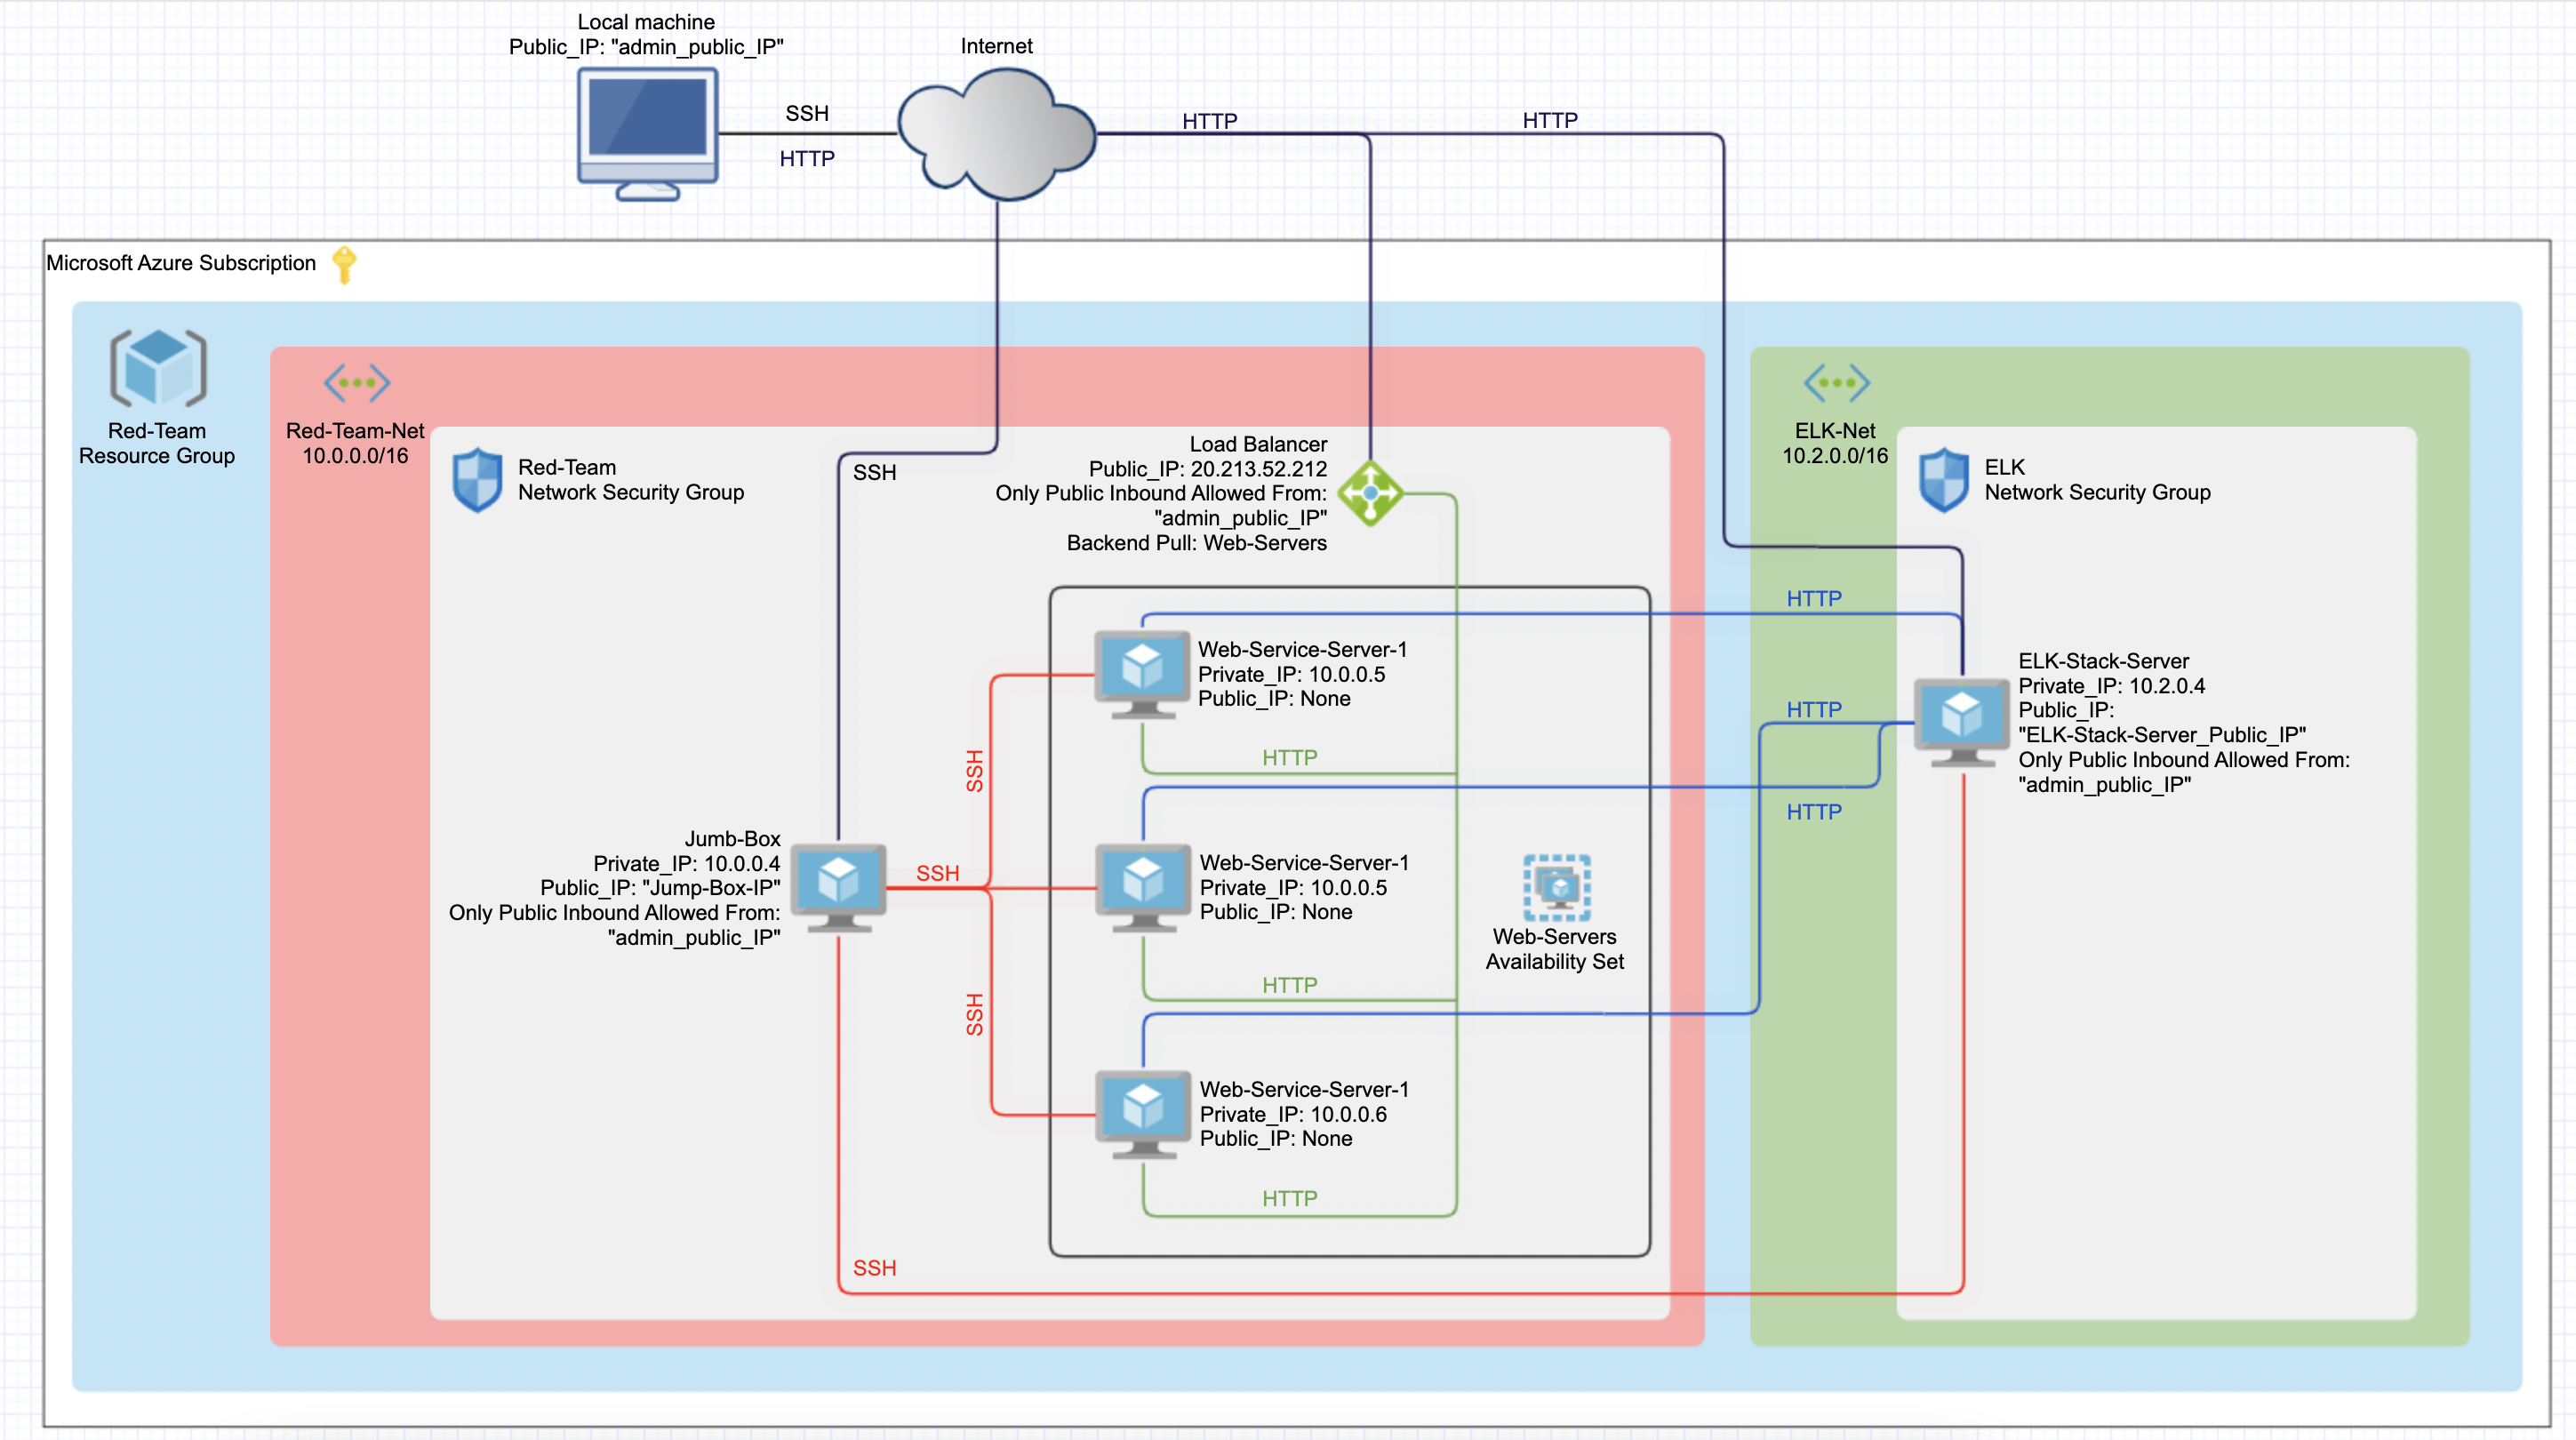 Local machine
Public_IP: "admin_public_IP"
Internet
SSH
HTTP
HTTP
HTTP
Microsoft Azure Subscription
Red-Team
Resource Group
Red-Team-Net
10.0.0.0/16
Red-Team
Network Security Group
SSH
Load Balancer
Public_IP: 20.213.52.212
Only Public Inbound Allowed From:
"admin_public_IP"
Backend Pull: Web-Servers
ELK-Net
10.2.0.0/16
ELK
Network Security Group
HTTP
Web-Service-Server-1
Private_IP: 10.0.0.5
Public_IP: None
HTTP
ELK-Stack-Server
Private_IP: 10.2.0.4
Public_IP:
"ELK-Stack-Server_Public_IP"
Only Public Inbound Allowed From:
"admin_public_IP"
HTTP
HTTP
SSH
Jumb-Box
Private_IP: 10.0.0.4
Public_IP: "Jump-Box-IP"
Only Public Inbound Allowed From:
"admin_public_IP"
SSH
Web-Service-Server-1
Private_IP: 10.0.0.5
Public_IP: None
Web-Servers
Availability Set
HTTP
SSH
Web-Service-Server-1
Private_IP: 10.0.0.6
Public_IP: None
HTTP
SSH